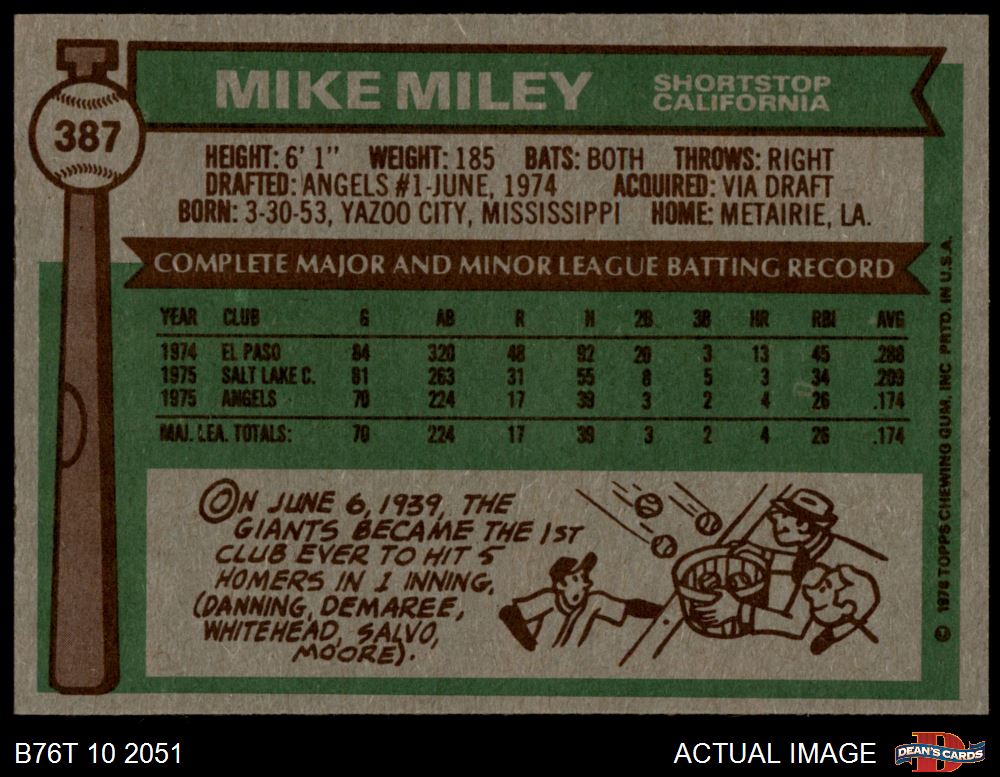 T
387
MIKE MILEY SHORTSTOP
CALIFORNIA
HEIGHT: 6' 1" WEIGHT: 185 BATS: BOTH THROWS: RIGHT
DRAFTED: ANGELS #1-JUNE, 1974 ACQUIRED: VIA DRAFT
BORN: 3-30-53, YAZOO CITY, MISSISSIPPI HOME: METAIRIE, LA.
COMPLETE MAJOR AND MINOR LEAGUE BATTING RECORD
YEAR CLUB G AB R H 2B 3B HR RBI AVG
1974 EL PASO 84 320 48 92 20 3 13 45 .288
1975 SALT LAKE C. 81 263 31 55 8 5 3 34 .209
1975 ANGELS 70 224 17 39 3 2 4 26 .174
MAJ. LEA. TOTALS: 70 224 17 39 3 2 4 26 .174
ON JUNE 6, 1939, THE
GIANTS BECAME THE 1ST
CLUB EVER TO HIT 5
HOMERS IN 1 INNING.
(DANNING, DEMAREE,
WHITEHEAD, SALVO,
MOORE).
© 1976 TOPPS CHEWING GUM, INC PRTD. IN U.S.A.
B76T 10 2051 ACTUAL IMAGE
D
DEAN'S CARDS